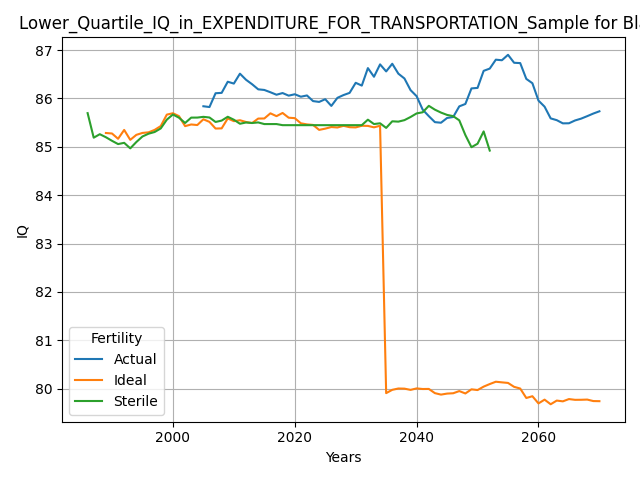 Lower_Quartile_IQ_in_EXPENDITURE_FOR_TRANSPORTATION_Sample for Bla
87
86
85
84
83
82
81
80
IQ
Fertility
Actual
Ideal
Sterile
2000
2020
2040
2060
Years